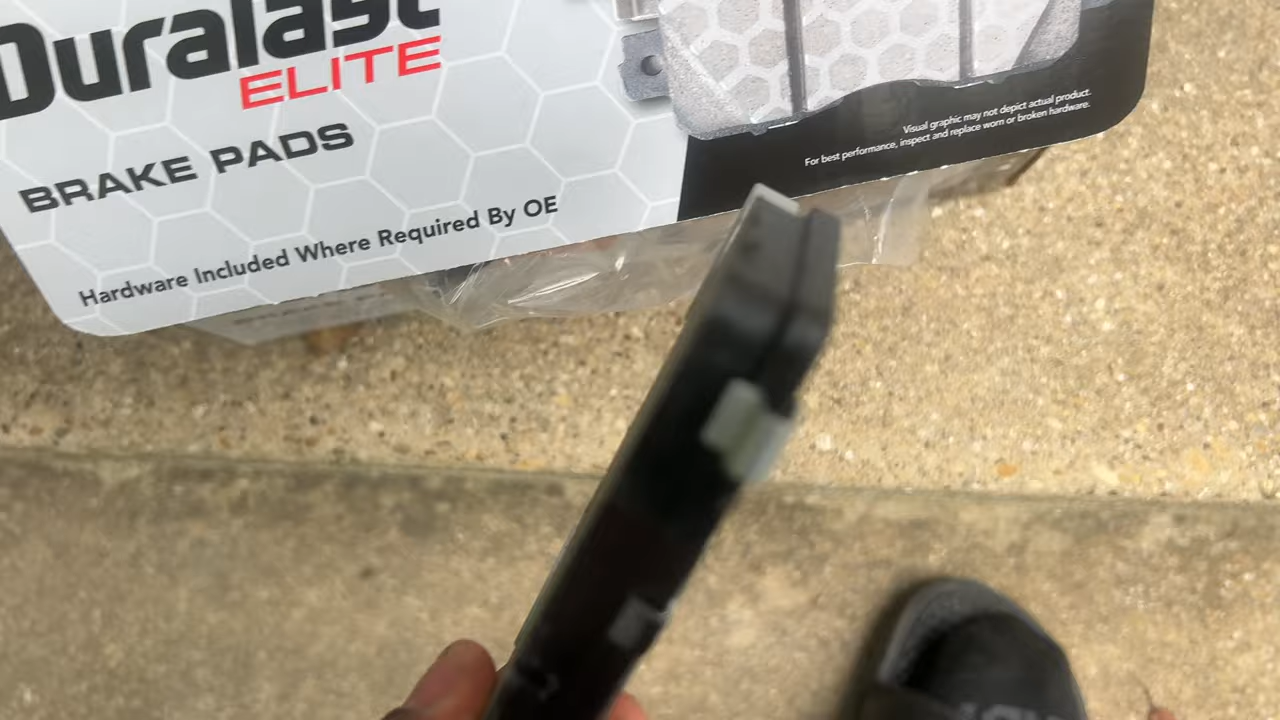 Duralast
ELITE
BRAKE PADS
Hardware Included Where Required By OE
Visual graphic may not depict actual product.
For best performance, inspect and replace worn or broken hardware.